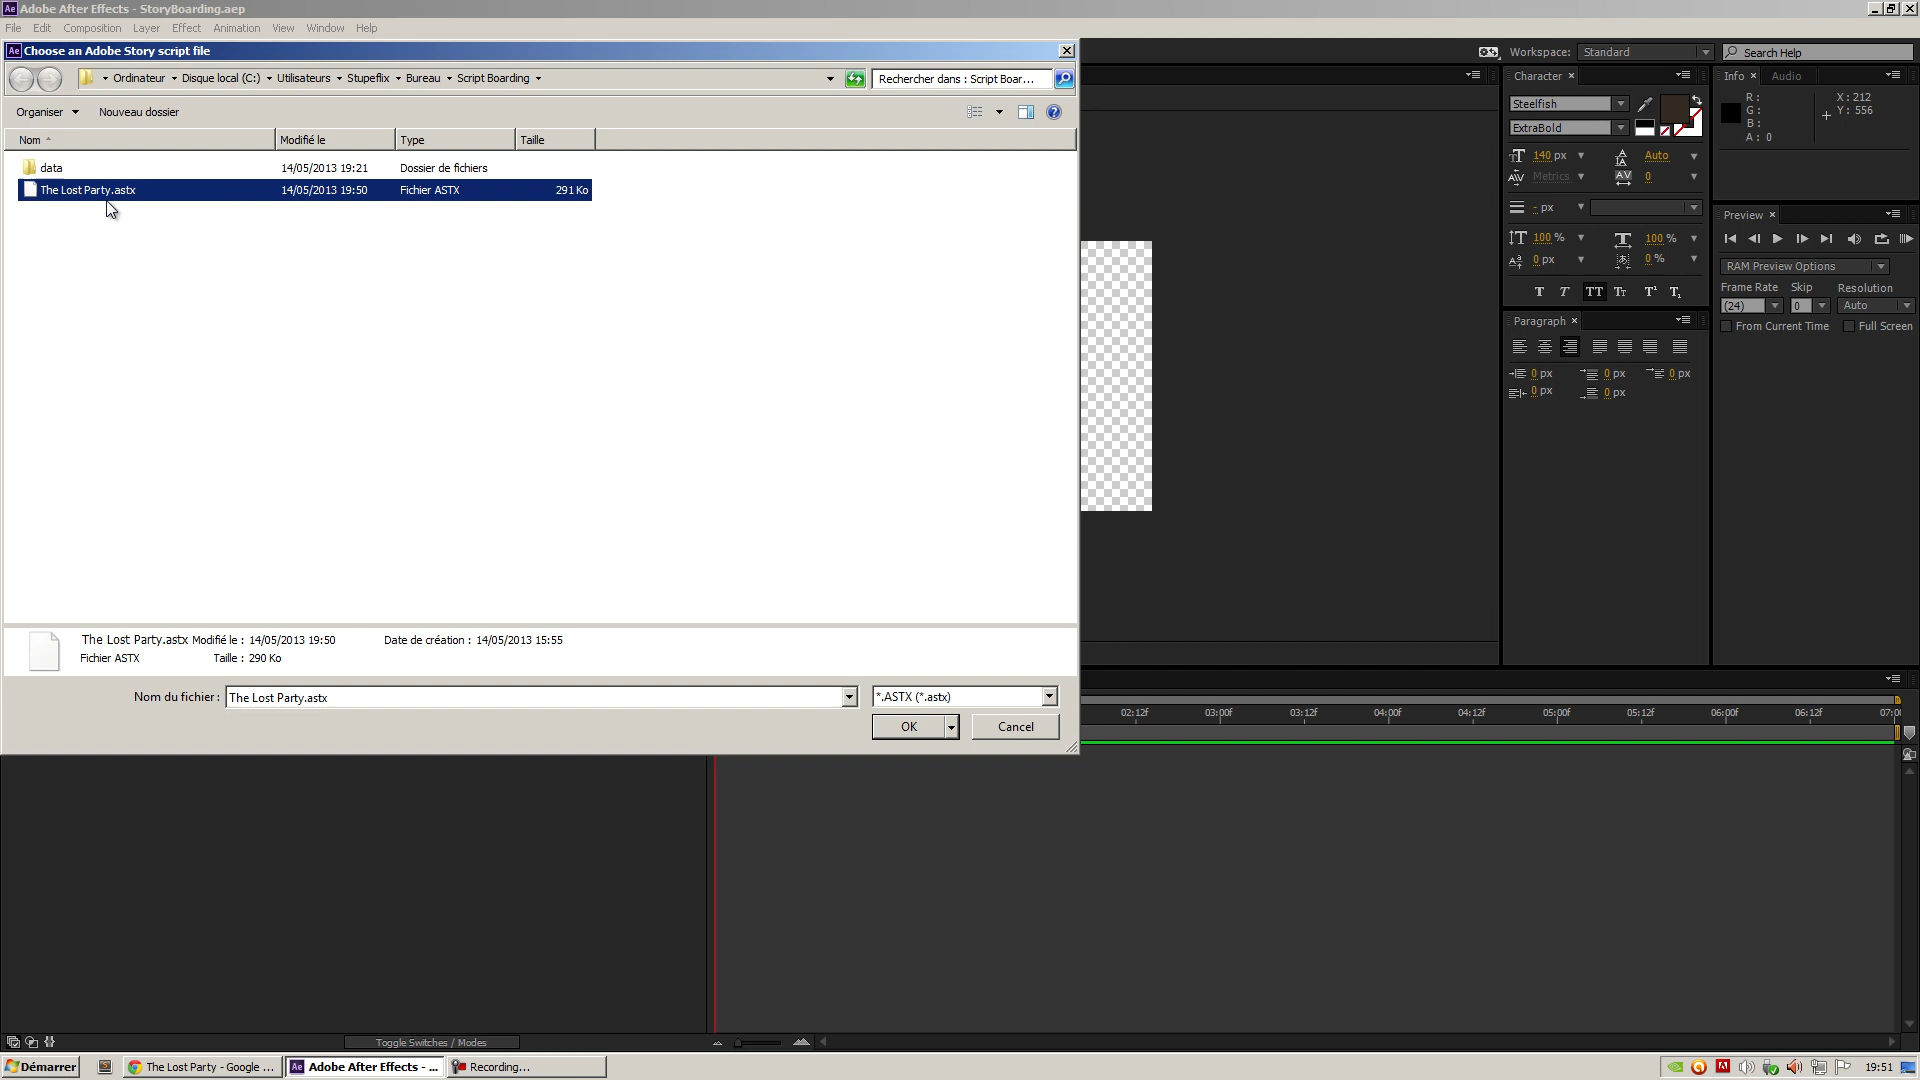 Adobe After Effects - StoryBoarding.aep
File Edit Composition Layer Effect Animation View Window Help
Choose an Adobe Story script file
Workspace: Standard Search Help
Ordinateur Disque local (C:) Utilisateurs Stupeflix Bureau Script Boarding Rechercher dans : Script Boar...
Character Info Audio
Organiser Nouveau dossier
Steelfish
ExtraBold
R :
G :
B :
A : 0
X : 212
Y : 556
Nom Modifié le Type Taille
140 px Auto
data 14/05/2013 19:21 Dossier de fichiers
Metrics 0
The Lost Party.astx 14/05/2013 19:50 Fichier ASTX 291 Ko
- px
Preview
100 % 100 %
0 px 0 %
RAM Preview Options
Frame Rate Skip Resolution
(24) 0 Auto
Paragraph
From Current Time Full Screen
0 px 0 px 0 px
0 px 0 px
The Lost Party.astx Modifié le : 14/05/2013 19:50 Date de création : 14/05/2013 15:55
Fichier ASTX Taille : 290 Ko
Nom du fichier : The Lost Party.astx *.ASTX (*.astx)
OK Cancel
02:12f 03:00f 03:12f 04:00f 04:12f 05:00f 05:12f 06:00f 06:12f 07:0
Toggle Switches / Modes
Démarrer The Lost Party - Google ... Adobe After Effects - ... Recording... 19:51